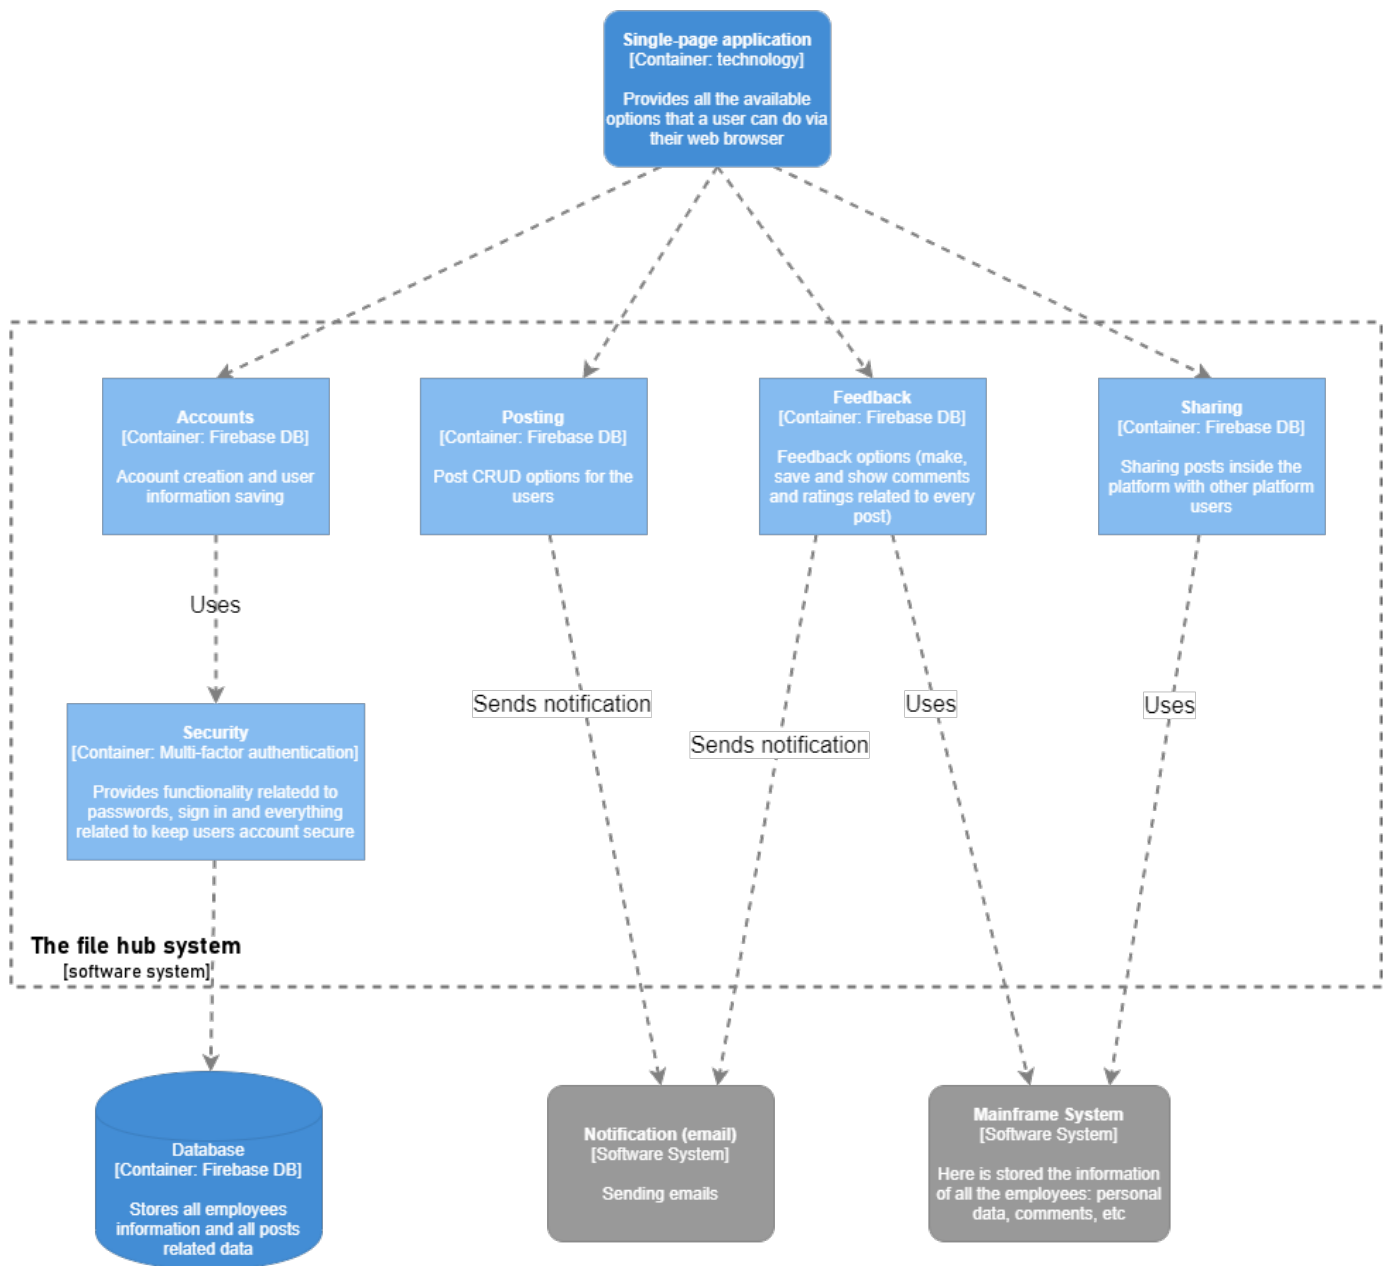 Single-page application
[Container: technology]
Provides all the available
options that a user can do via
their web browser
Accounts
[Container: Firebase DB]
Acoount creation and user
information saving
Posting
[Container: Firebase DB]
Post CRUD options for the
users
Feedback
[Container: Firebase DB]
Feedback options (make,
save and show comments
and ratings related to every
post)
Sharing
[Container: Firebase DB]
Sharing posts inside the
platform with other platform
users
Uses
Sends notification
Sends notification
Uses
Uses
Security
[Container: Multi-factor authentication]
Provides functionality relatedd to
passwords, sign in and everything
related to keep users account secure
The file hub system
[software system]
Database
[Container: Firebase DB]
Stores all employees
information and all posts
related data
Notification (email)
[Software System]
Sending emails
Mainframe System
[Software System]
Here is stored the information
of all the employees: personal
data, comments, etc